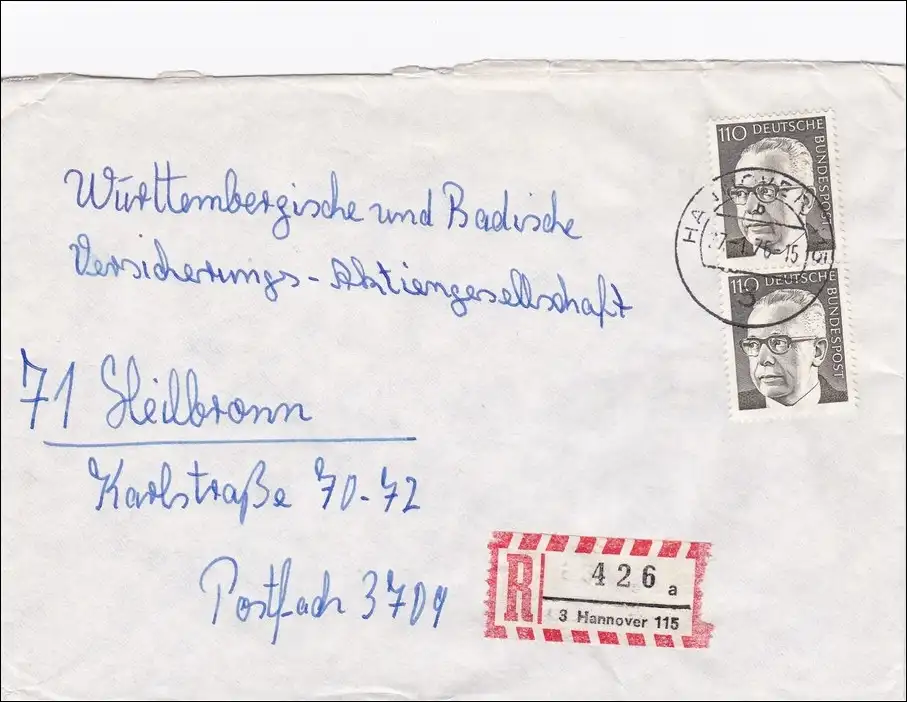 110 DEUTSCHE BUNDESPOST
110 DEUTSCHE BUNDESPOST
Württembergische und Badische
Versicherungs-Aktiengesellschaft
71 Heilbronn
Karlstraße 70-72
Postfach 3709
R 426 a
3 Hannover 115